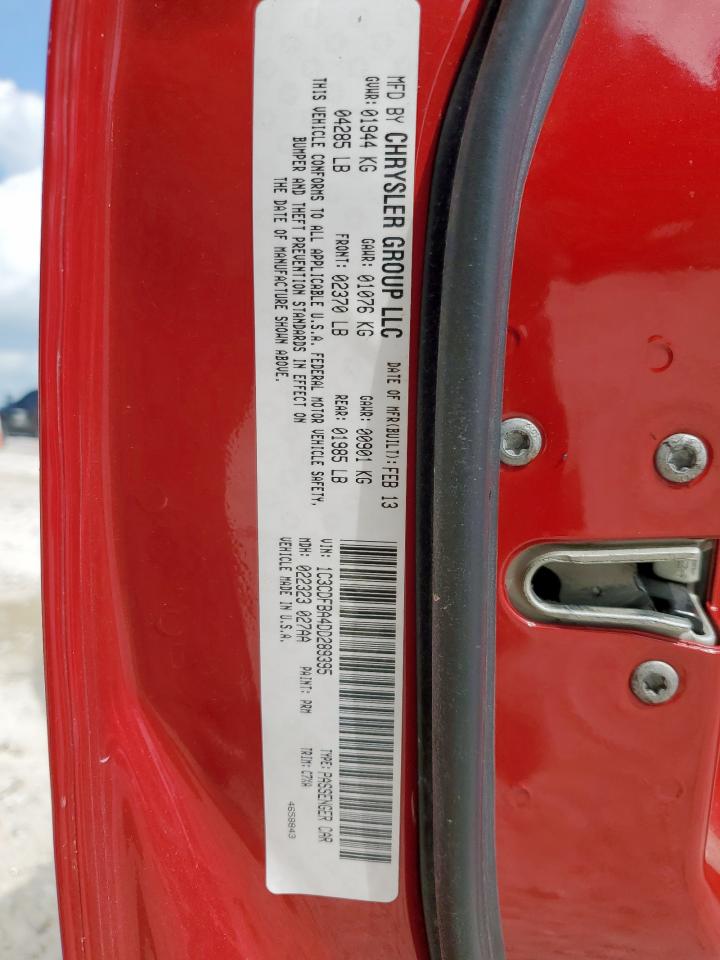 MFD BY CHRYSLER GROUP LLC DATE OF MFR(BUILT): FEB 13
GVWR: 01944 KG GAWR: 01076 KG GAWR: 00901 KG
04285 LB FRONT: 02370 LB REAR: 01985 LB
THIS VEHICLE CONFORMS TO ALL APPLICABLE U.S.A. FEDERAL MOTOR VEHICLE SAFETY,
BUMPER AND THEFT PREVENTION STANDARDS IN EFFECT ON
THE DATE OF MANUFACTURE SHOWN ABOVE.
VIN: 1C3CDFBA4DD289395 TYPE: PASSENGER CAR
MDH: 022323 027AA PAINT: PRM TRIM: C7XA
VEHICLE MADE IN U.S.A. 4658843